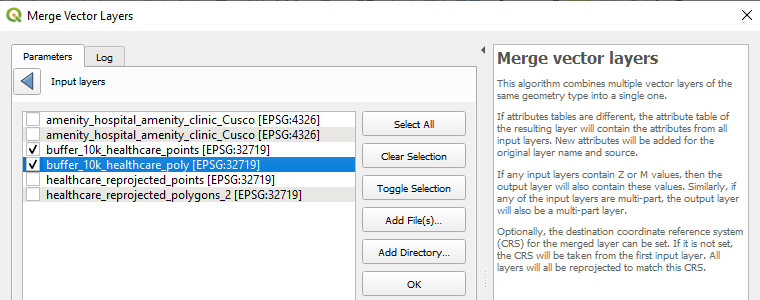 Merge Vector Layers
Parameters
Log
Input layers
amenity_hospital_amenity_clinic_Cusco [EPSG:4326]
amenity_hospital_amenity_clinic_Cusco [EPSG:4326]
buffer_10k_healthcare_points [EPSG:32719]
buffer_10k_healthcare_poly [EPSG:32719]
healthcare_reprojected_points [EPSG:32719]
healthcare_reprojected_polygons_2 [EPSG:32719]
Select All
Clear Selection
Toggle Selection
Add File(s)...
Add Directory...
OK
Merge vector layers
This algorithm combines multiple vector layers of the
same geometry type into a single one.
If attributes tables are different, the attribute table of
the resulting layer will contain the attributes from all
input layers. New attributes will be added for the
original layer name and source.
If any input layers contain Z or M values, then the
output layer will also contain these values. Similarly, if
any of the input layers are multi-part, the output layer
will also be a multi-part layer.
Optionally, the destination coordinate reference system
(CRS) for the merged layer can be set. If it is not set,
the CRS will be taken from the first input layer. All
layers will all be reprojected to match this CRS.